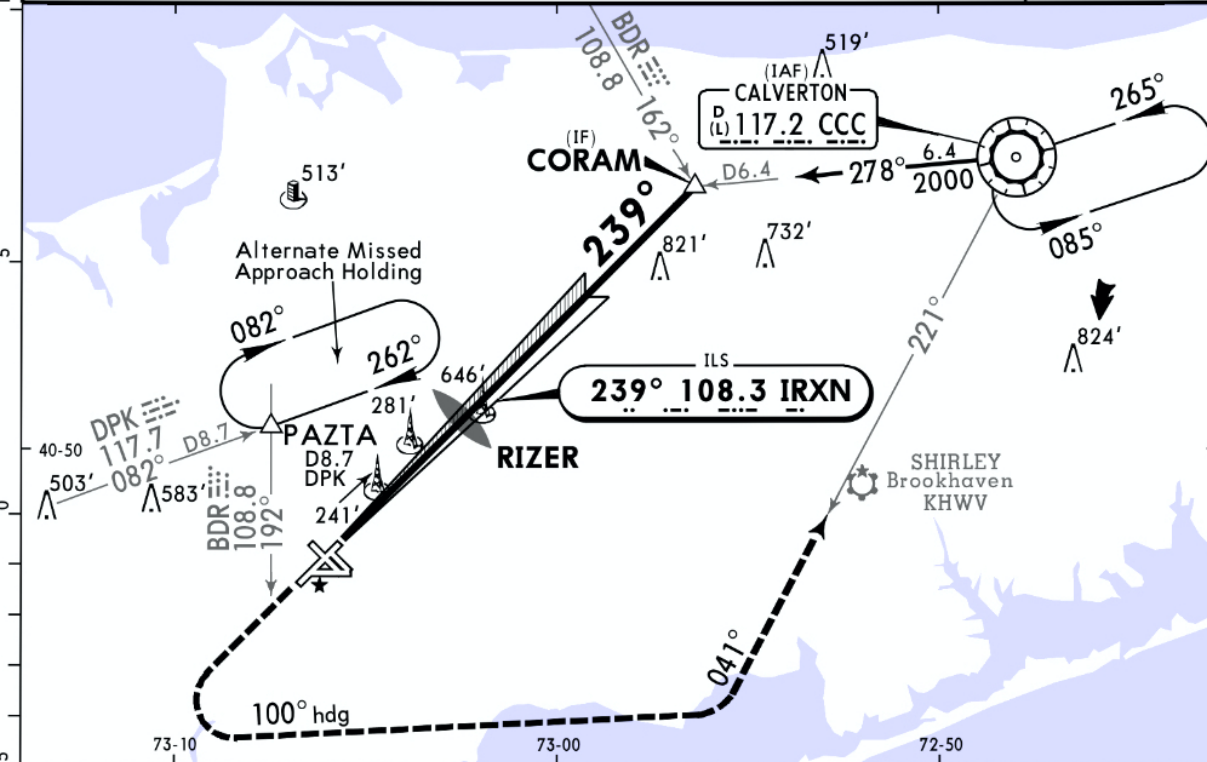 BDR
108.8
162°
519'
(IAF)
CALVERTON
D
(L) 117.2 CCC
265°
(IF)
CORAM
D6.4
278°
6.4
2000
085°
513'
239°
821'
732'
Alternate Missed
Approach Holding
082°
262°
221°
824'
646'
ILS
239° 108.3 IRXN
281'
DPK
117.7
D8.7
082°
PAZTA
D8.7
DPK
RIZER
40-50
503'
583'
BDR
108.8
192°
241'
SHIRLEY
Brookhaven
KHWV
041°
100° hdg
73-10
73-00
72-50